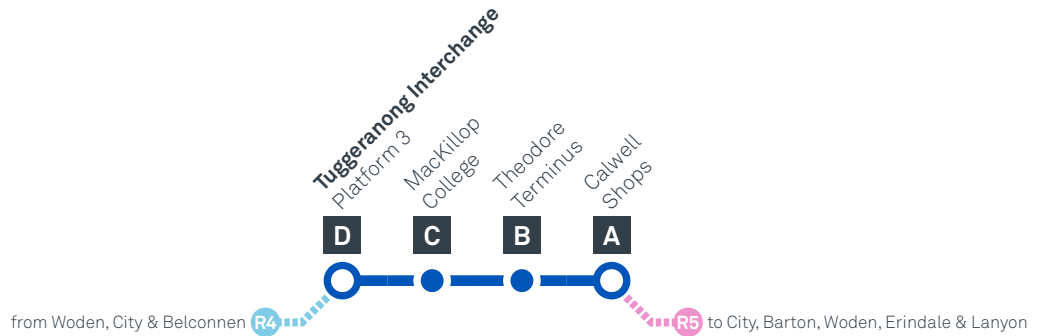 Tuggeranong Interchange
Platform 3
MacKillop
College
Theodore
Terminus
Calwell
Shops
D
C
B
A
from Woden, City & Belconnen R4
R5 to City, Barton, Woden, Erindale & Lanyon